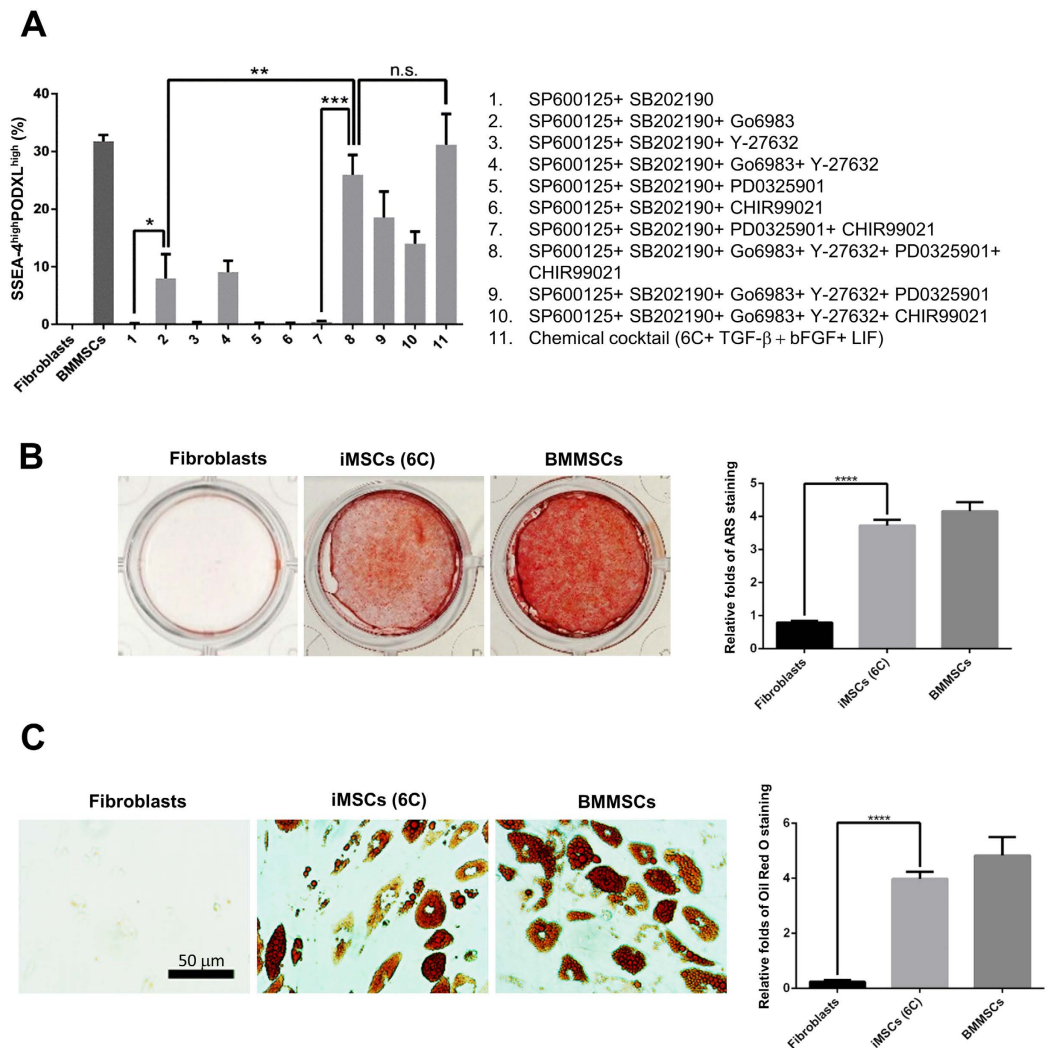 A
SSEA-4highPODXLhigh (%)
40
30
20
10
0
*
**
***
n.s.
Fibroblasts
BMMSCs
1
2
3
4
5
6
7
8
9
10
11
1. SP600125+ SB202190
2. SP600125+ SB202190+ Go6983
3. SP600125+ SB202190+ Y-27632
4. SP600125+ SB202190+ Go6983+ Y-27632
5. SP600125+ SB202190+ PD0325901
6. SP600125+ SB202190+ CHIR99021
7. SP600125+ SB202190+ PD0325901+ CHIR99021
8. SP600125+ SB202190+ Go6983+ Y-27632+ PD0325901+
CHIR99021
9. SP600125+ SB202190+ Go6983+ Y-27632+ PD0325901
10. SP600125+ SB202190+ Go6983+ Y-27632+ CHIR99021
11. Chemical cocktail (6C+ TGF-β + bFGF+ LIF)
B
Fibroblasts
iMSCs (6C)
BMMSCs
Relative folds of ARS staining
5
4
3
2
1
0
****
Fibroblasts
iMSCs (6C)
BMMSCs
C
Fibroblasts
iMSCs (6C)
BMMSCs
50 μm
Relative folds of Oil Red O staining
6
4
2
0
****
Fibroblasts
iMSCs (6C)
BMMSCs